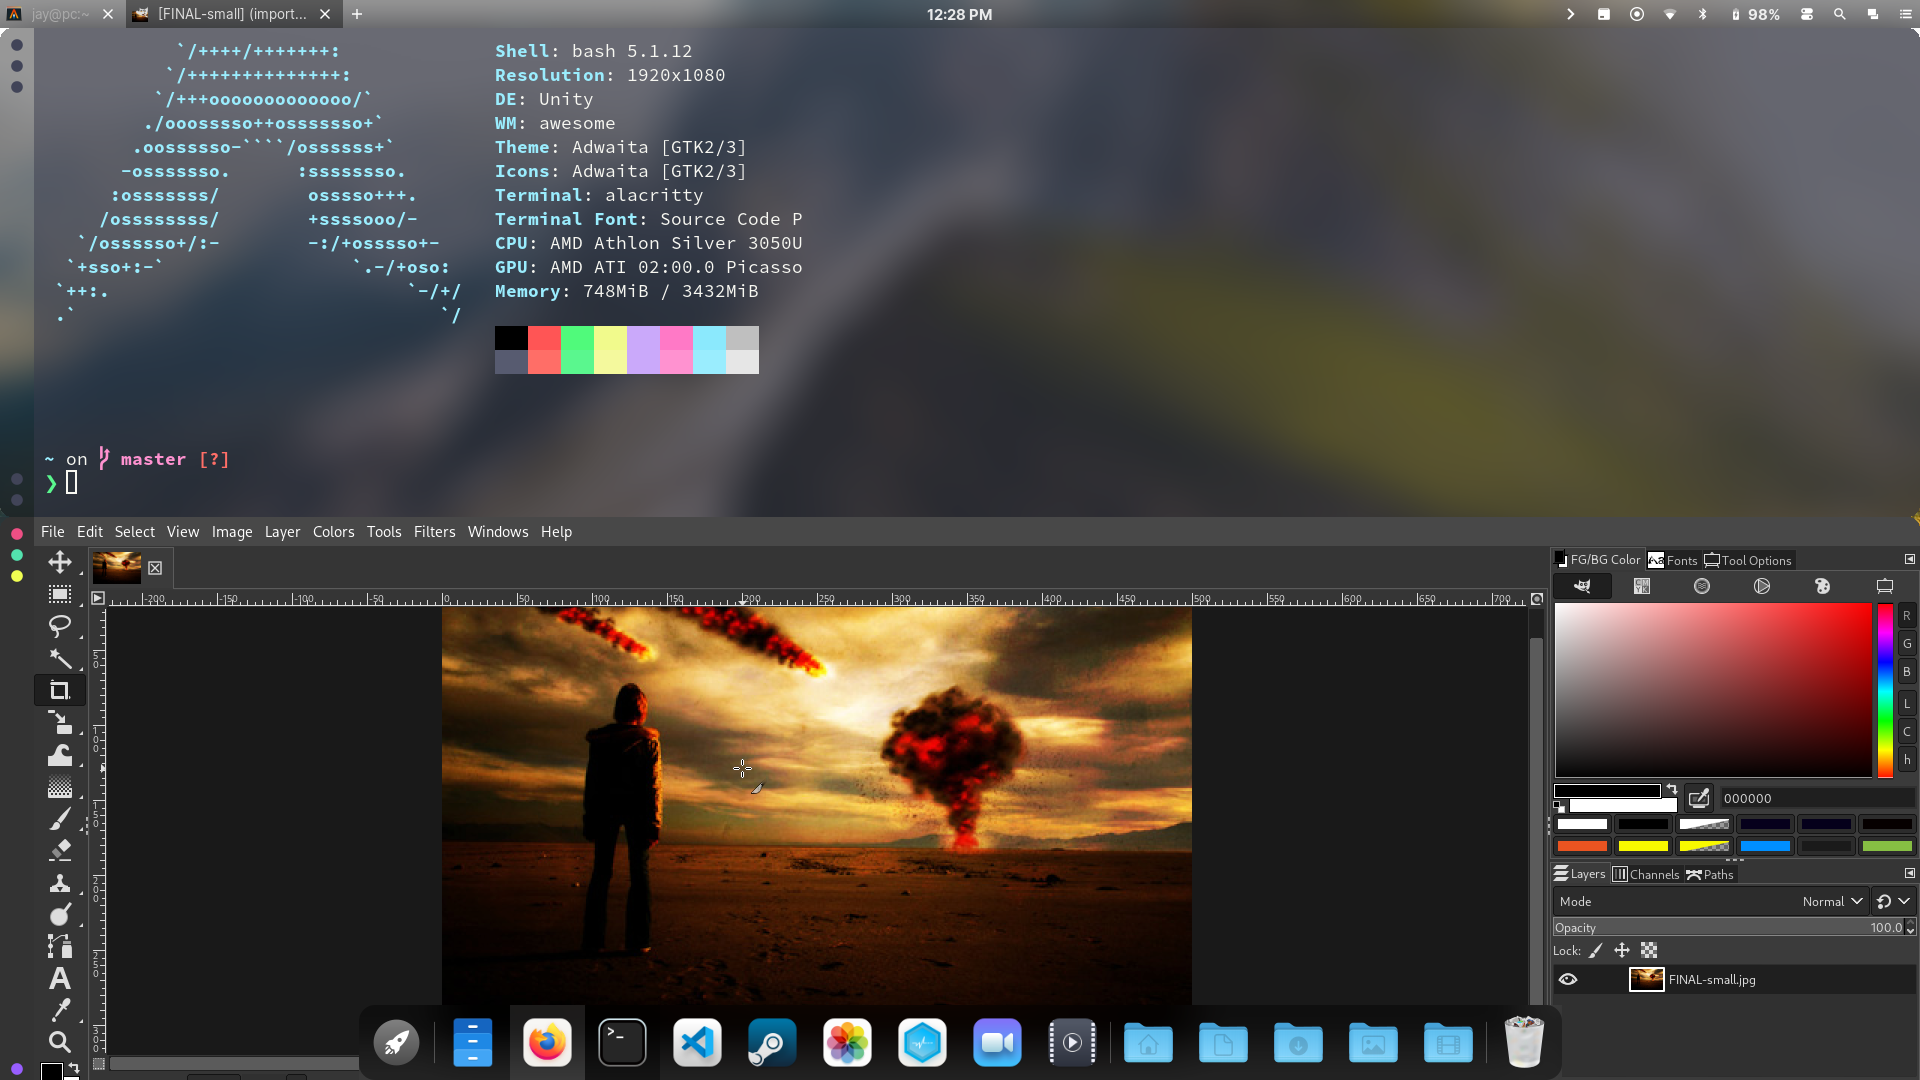 jay@pc:~
[FINAL-small] (import...
12:28 PM
98%
Shell: bash 5.1.12
Resolution: 1920x1080
DE: Unity
WM: awesome
Theme: Adwaita [GTK2/3]
Icons: Adwaita [GTK2/3]
Terminal: alacritty
Terminal Font: Source Code P
CPU: AMD Athlon Silver 3050U
GPU: AMD ATI 02:00.0 Picasso
Memory: 748MiB / 3432MiB
`/++++/+++++++:
`/++++++++++++++:
`/+++ooooooooooooo/`
./ooosssso++osssssso+`
.oossssso-````/ossssss+`
-osssssso. :ssssssso.
:osssssss/ osssso+++.
/ossssssss/ +ssssooo/-
`/ossssso+/:- -:/+osssso+-
`+sso+:-` `.-/+oso:
`++:. `-/+/
.` `/
~ on master [?]
❯
File Edit Select View Image Layer Colors Tools Filters Windows Help
-200 -150 -100 -50 0 50 100 150 200 250 300 350 400 450 500 550 600 650 700
50
100
150
200
250
300
FG/BG Color Fonts Tool Options
R
G
B
L
C
h
000000
Layers Channels Paths
Mode Normal
Opacity 100.0
Lock:
FINAL-small.jpg